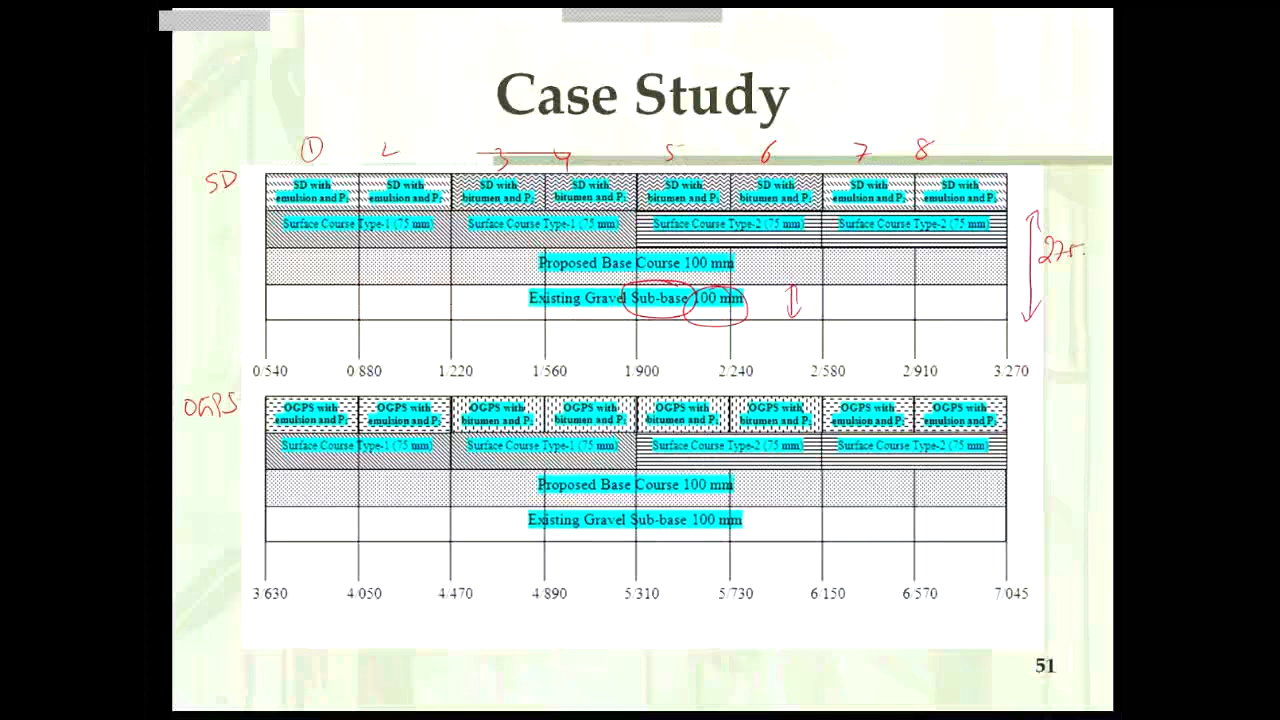 Case Study
① 2 3 4 5 6 7 8
SD
SD with emulsion and P₁ SD with emulsion and P₂ SD with bitumen and P₂ SD with bitumen and P₁ SD with bitumen and P₁ SD with bitumen and P₂ SD with emulsion and P₂ SD with emulsion and P₁
Surface Course Type-1 (75 mm) Surface Course Type-1 (75 mm) Surface Course Type-2 (75 mm) Surface Course Type-2 (75 mm)
275
Proposed Base Course 100 mm
Existing Gravel Sub-base 100 mm
0/540 0/880 1/220 1/560 1/900 2/240 2/580 2/910 3/270
OGPS
OGPS with emulsion and P₁ OGPS with emulsion and P₂ OGPS with bitumen and P₂ OGPS with bitumen and P₁ OGPS with bitumen and P₁ OGPS with bitumen and P₂ OGPS with emulsion and P₂ OGPS with emulsion and P₁
Surface Course Type-1 (75 mm) Surface Course Type-1 (75 mm) Surface Course Type-2 (75 mm) Surface Course Type-2 (75 mm)
Proposed Base Course 100 mm
Existing Gravel Sub-base 100 mm
3/630 4/050 4/470 4/890 5/310 5/730 6/150 6/570 7/045
51